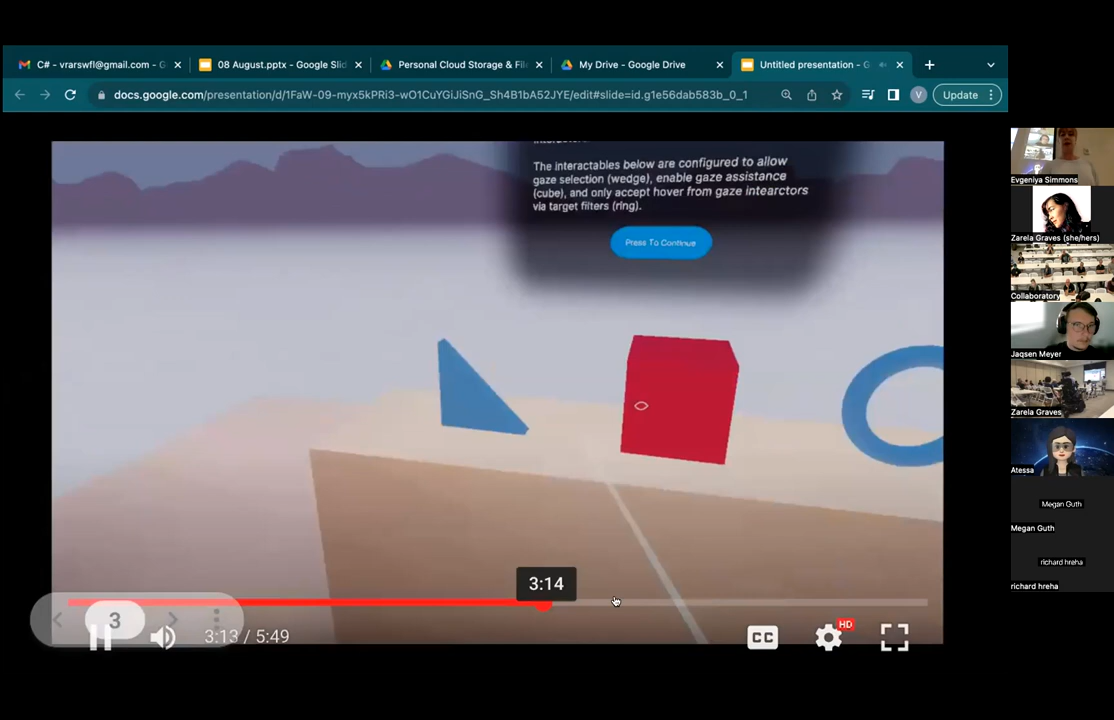 C# - vrarswfl@gmail.com - G
08 August.pptx - Google Slid
Personal Cloud Storage & File
My Drive - Google Drive
Untitled presentation - G
docs.google.com/presentation/d/1FaW-09-myx5kPRi3-wO1CuYGiJiSnG_Sh4B1bA52JYE/edit#slide=id.g1e56dab583b_0_1
V
Update
The interactables below are configured to allow
gaze selection (wedge), enable gaze assistance
(cube), and only accept hover from gaze intearctors
via target filters (ring).
Press To Continue
3:14
3
3:13 / 5:49
CC
HD
Evgeniya Simmons
Zarela Graves (she/hers)
Collaboratory
Jaqsen Meyer
Zarela Graves
Atessa
Megan Guth
Megan Guth
richard hreha
richard hreha